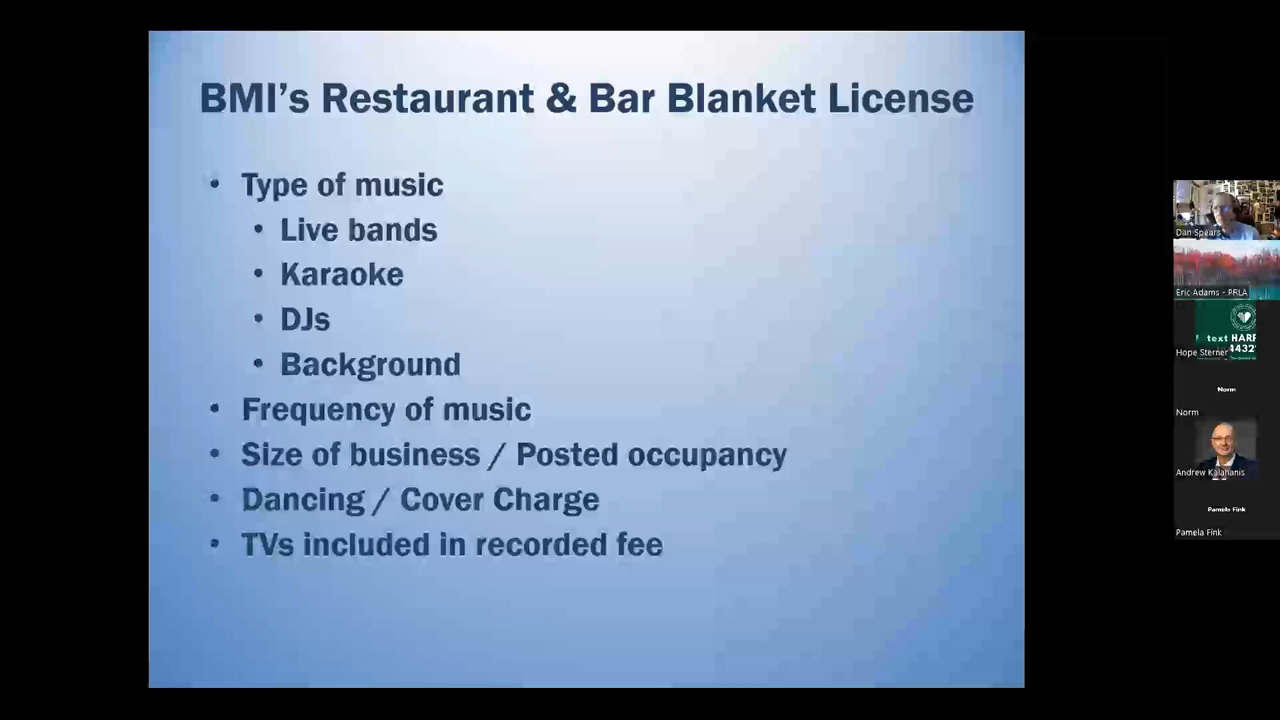 BMI's Restaurant & Bar Blanket License
• Type of music
• Live bands
• Karaoke
• DJs
• Background
• Frequency of music
• Size of business / Posted occupancy
• Dancing / Cover Charge
• TVs included in recorded fee
Dan Spears
Eric Adams - PRLA
text HARR
4432
Hope Sterner
Norm
Norm
Andrew Kalahanis
Pamela Fink
Pamela Fink